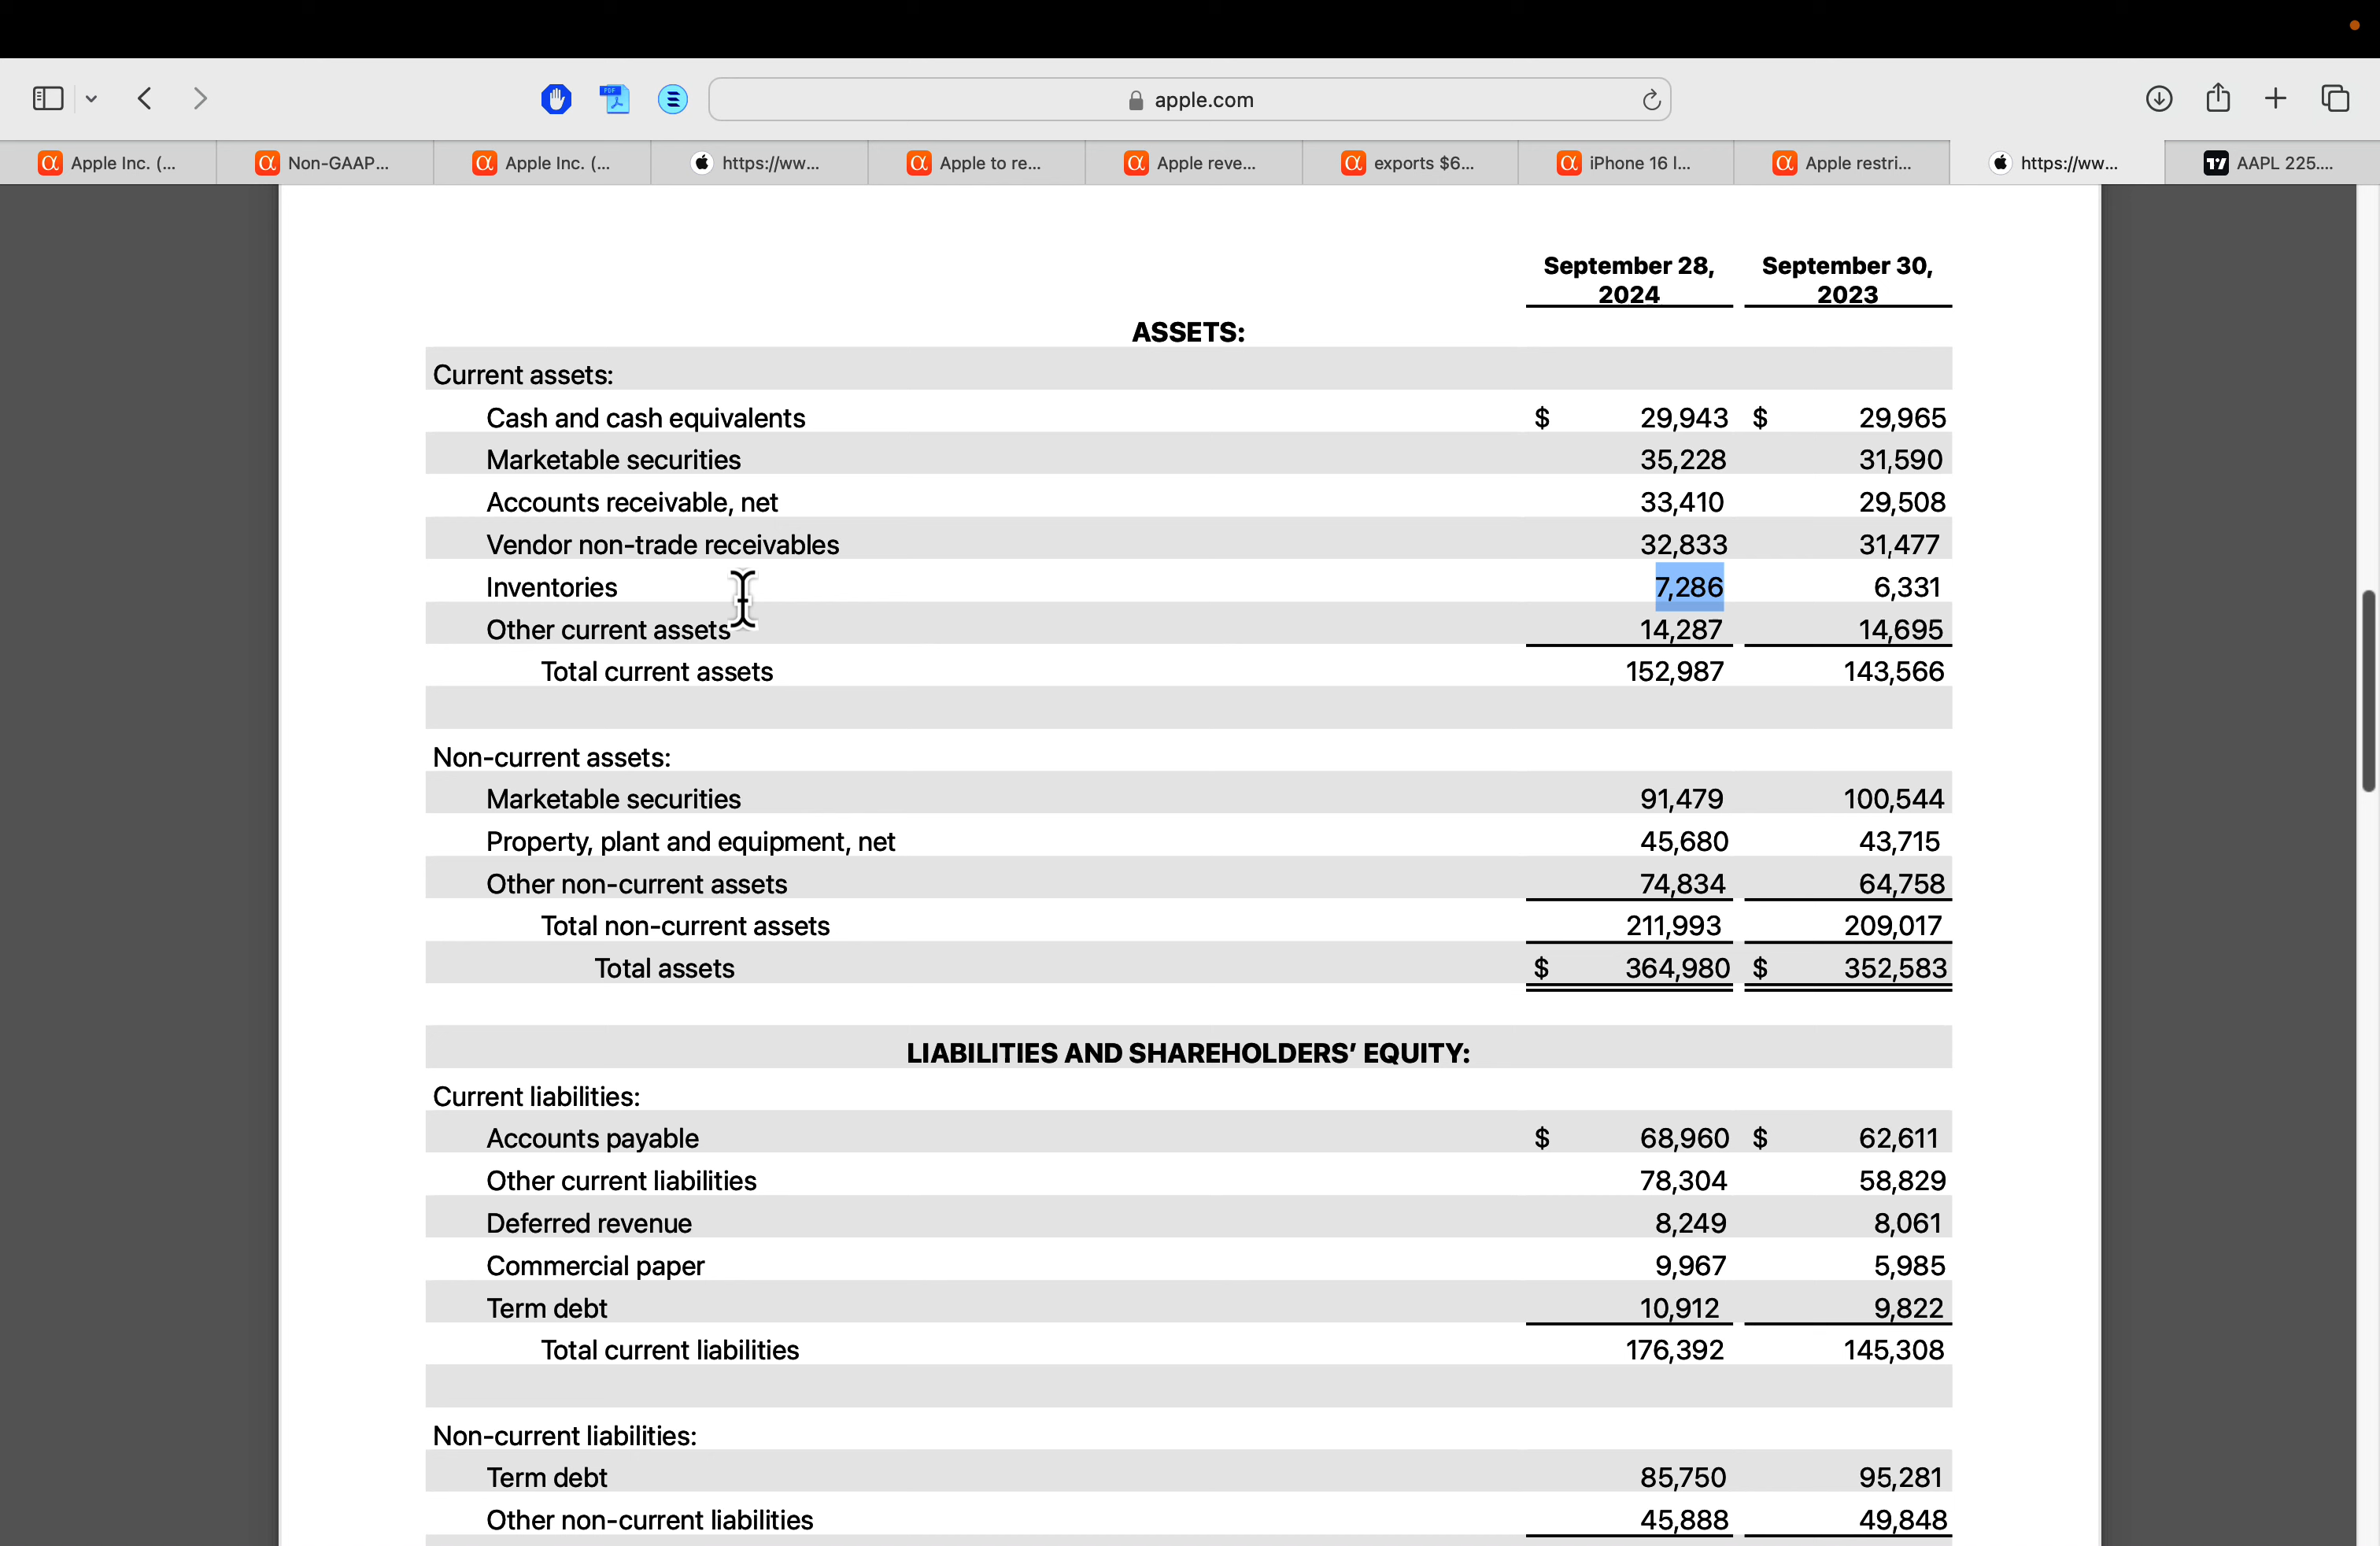 apple.com
Apple Inc. (...
Non-GAAP...
Apple Inc. (...
https://ww...
Apple to re...
Apple reve...
exports $6...
iPhone 16 l...
Apple restri...
https://ww...
AAPL 225....
September 28, 2024 September 30, 2023
ASSETS:
Current assets:
Cash and cash equivalents $ 29,943 $ 29,965
Marketable securities 35,228 31,590
Accounts receivable, net 33,410 29,508
Vendor non-trade receivables 32,833 31,477
Inventories 7,286 6,331
Other current assets 14,287 14,695
Total current assets 152,987 143,566
Non-current assets:
Marketable securities 91,479 100,544
Property, plant and equipment, net 45,680 43,715
Other non-current assets 74,834 64,758
Total non-current assets 211,993 209,017
Total assets $ 364,980 $ 352,583
LIABILITIES AND SHAREHOLDERS’ EQUITY:
Current liabilities:
Accounts payable $ 68,960 $ 62,611
Other current liabilities 78,304 58,829
Deferred revenue 8,249 8,061
Commercial paper 9,967 5,985
Term debt 10,912 9,822
Total current liabilities 176,392 145,308
Non-current liabilities:
Term debt 85,750 95,281
Other non-current liabilities 45,888 49,848